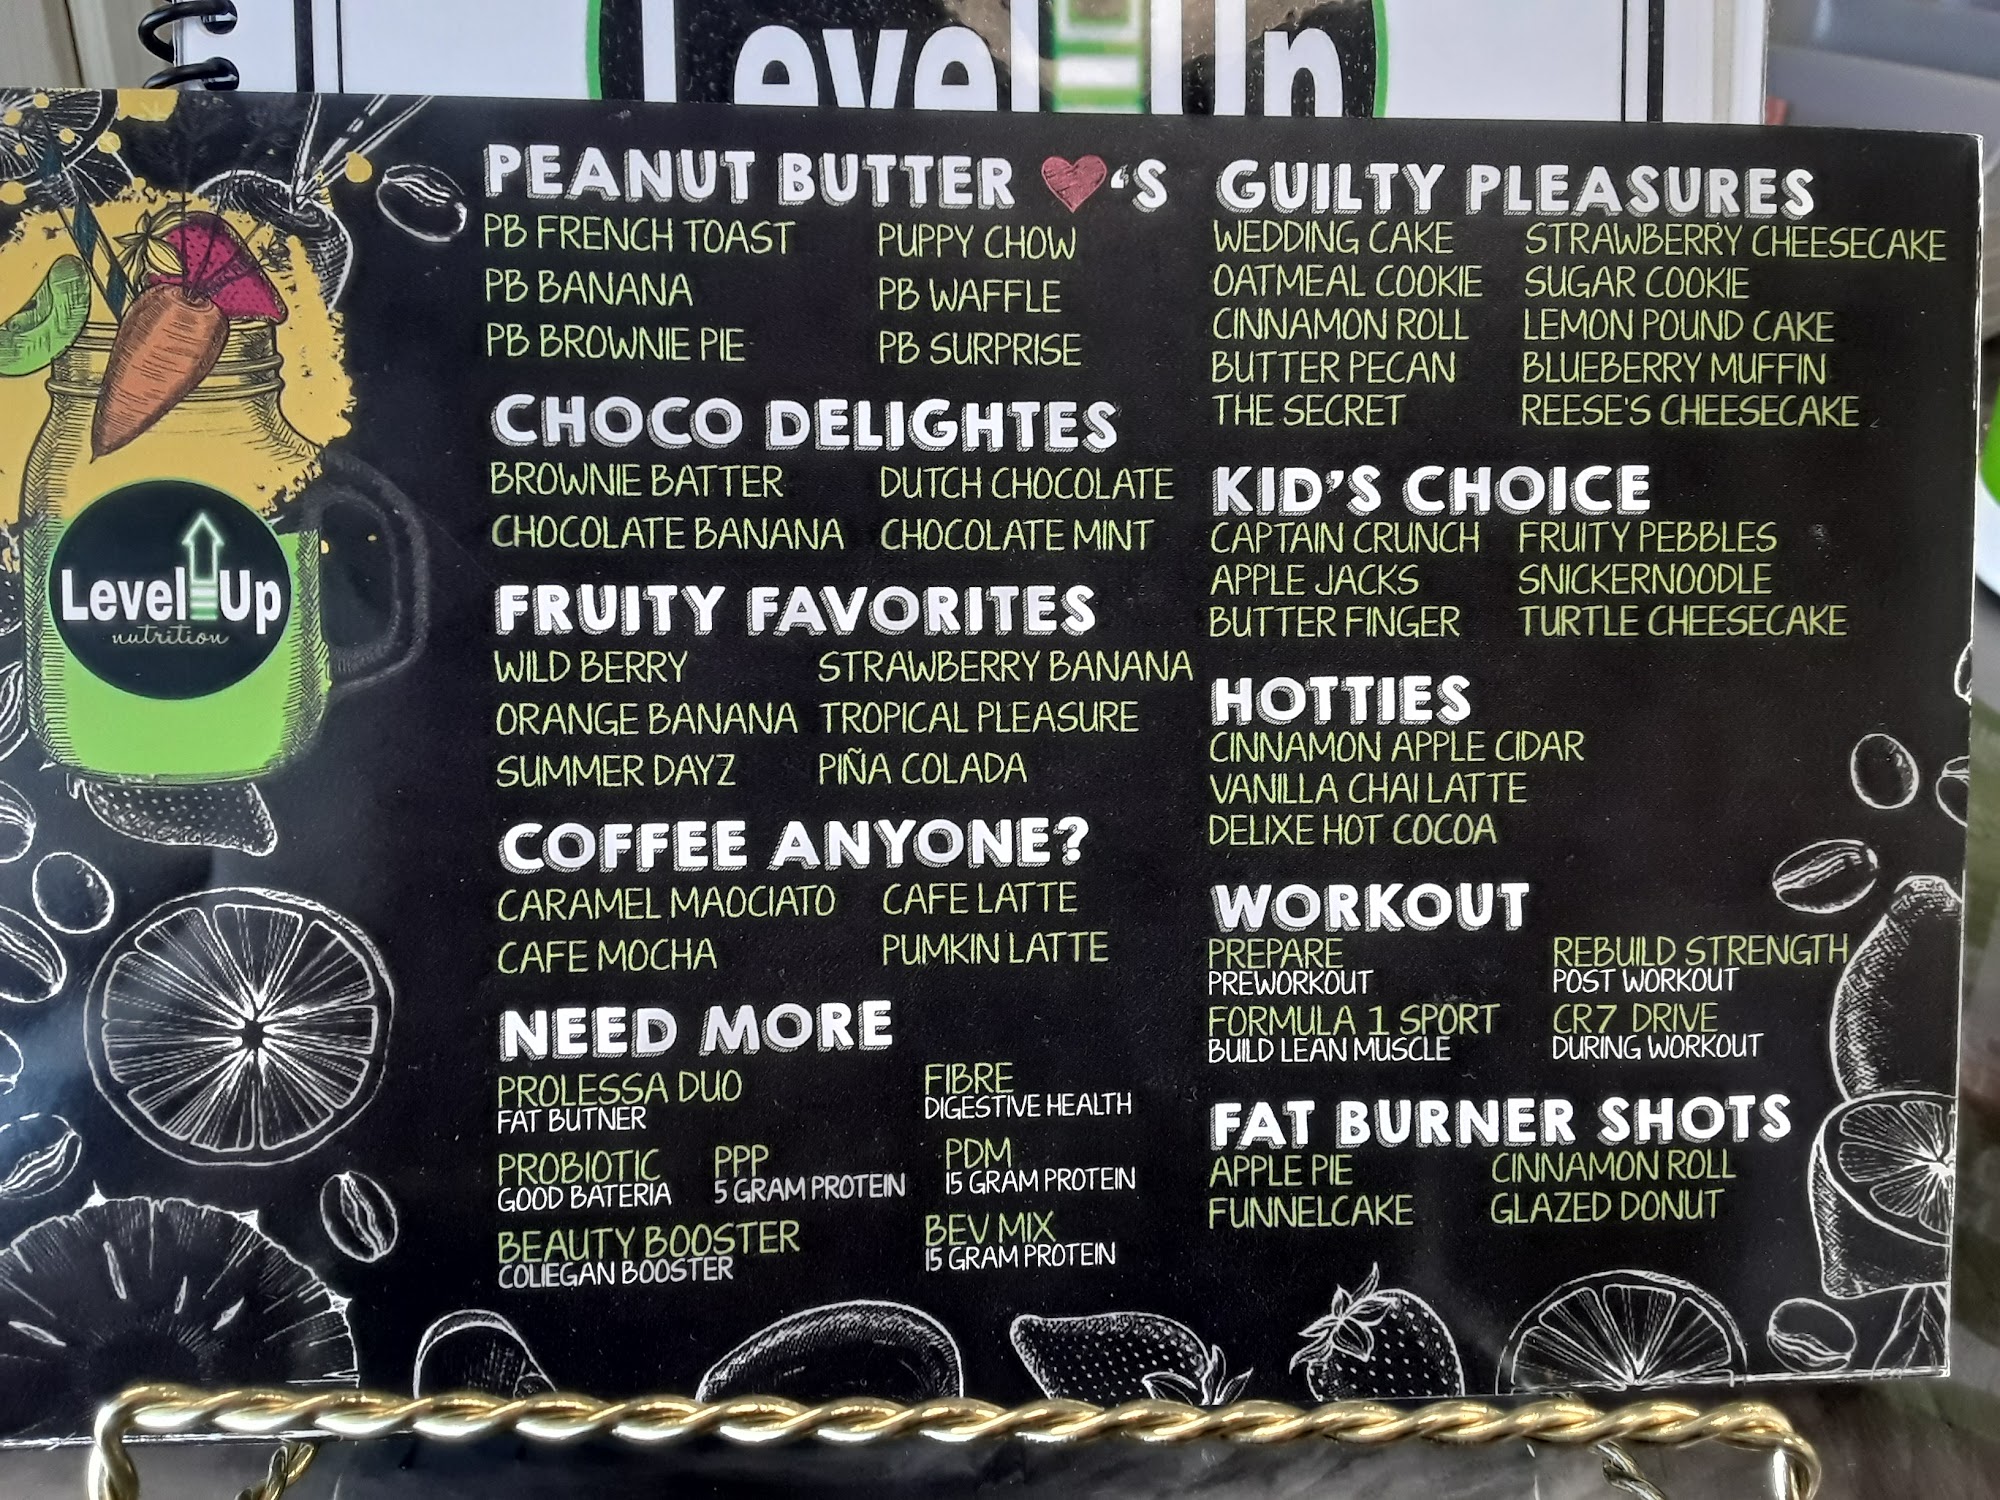 Level Up
PEANUT BUTTER ❤'S
PB FRENCH TOAST
PUPPY CHOW
PB BANANA
PB WAFFLE
PB BROWNIE PIE
PB SURPRISE
CHOCO DELIGHTES
BROWNIE BATTER
DUTCH CHOCOLATE
CHOCOLATE BANANA
CHOCOLATE MINT
FRUITY FAVORITES
WILD BERRY
STRAWBERRY BANANA
ORANGE BANANA
TROPICAL PLEASURE
SUMMER DAYZ
PIÑA COLADA
COFFEE ANYONE?
CARAMEL MAOCIATO
CAFE LATTE
CAFE MOCHA
PUMKIN LATTE
NEED MORE
PROLESSA DUO
FAT BUTNER
FIBRE
DIGESTIVE HEALTH
PROBIOTIC
GOOD BATERIA
PPP
5 GRAM PROTEIN
PDM
15 GRAM PROTEIN
BEAUTY BOOSTER
COLIEGAN BOOSTER
BEV MIX
15 GRAM PROTEIN
GUILTY PLEASURES
WEDDING CAKE
STRAWBERRY CHEESECAKE
OATMEAL COOKIE
SUGAR COOKIE
CINNAMON ROLL
LEMON POUND CAKE
BUTTER PECAN
BLUEBERRY MUFFIN
THE SECRET
REESE'S CHEESECAKE
KID'S CHOICE
CAPTAIN CRUNCH
FRUITY PEBBLES
APPLE JACKS
SNICKERNOODLE
BUTTER FINGER
TURTLE CHEESECAKE
HOTTIES
CINNAMON APPLE CIDAR
VANILLA CHAI LATTE
DELIXE HOT COCOA
WORKOUT
PREPARE
PREWORKOUT
REBUILD STRENGTH
POST WORKOUT
FORMULA 1 SPORT
BUILD LEAN MUSCLE
CR7 DRIVE
DURING WORKOUT
FAT BURNER SHOTS
APPLE PIE
CINNAMON ROLL
FUNNELCAKE
GLAZED DONUT
Level Up
nutrition